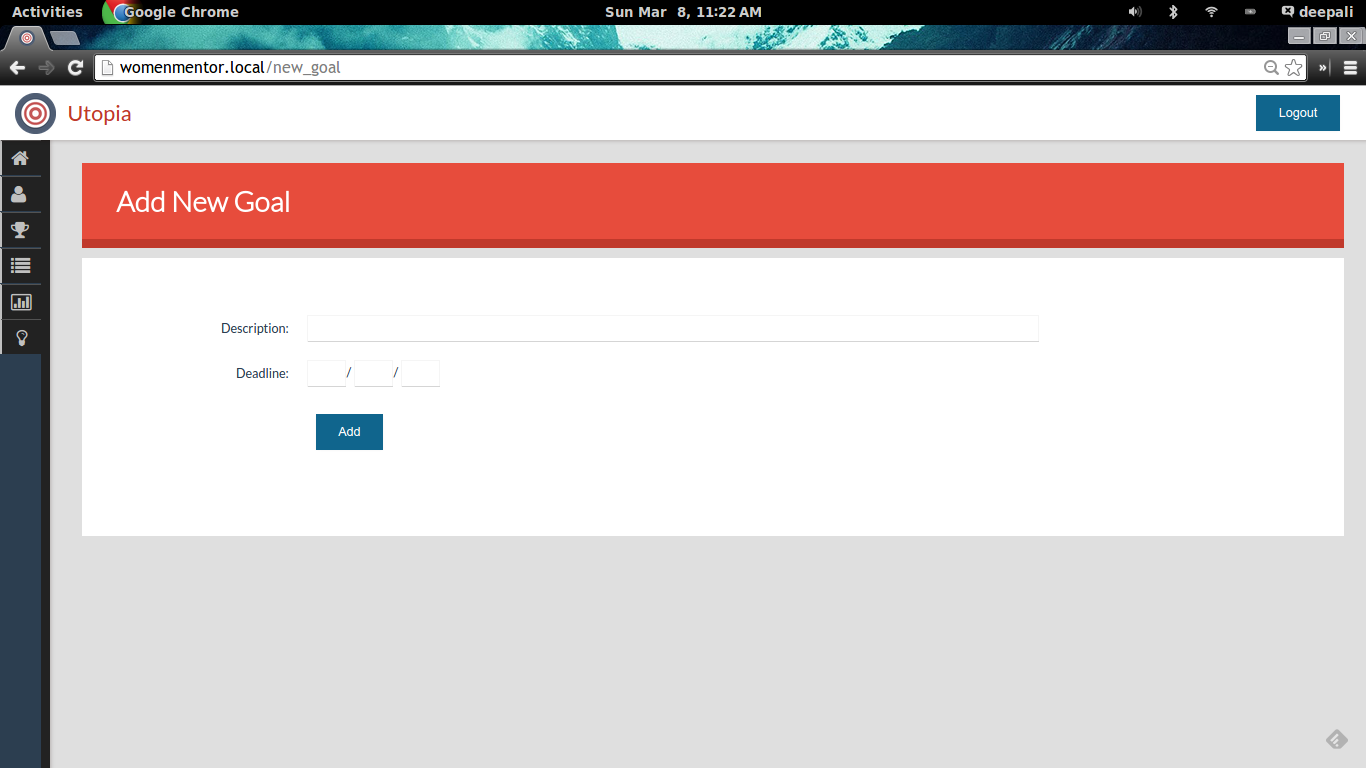 Activities Google Chrome Sun Mar 8, 11:22 AM deepali
womenmentor.local/new_goal »
Utopia Logout
Add New Goal
Description:
Deadline: / /
Add